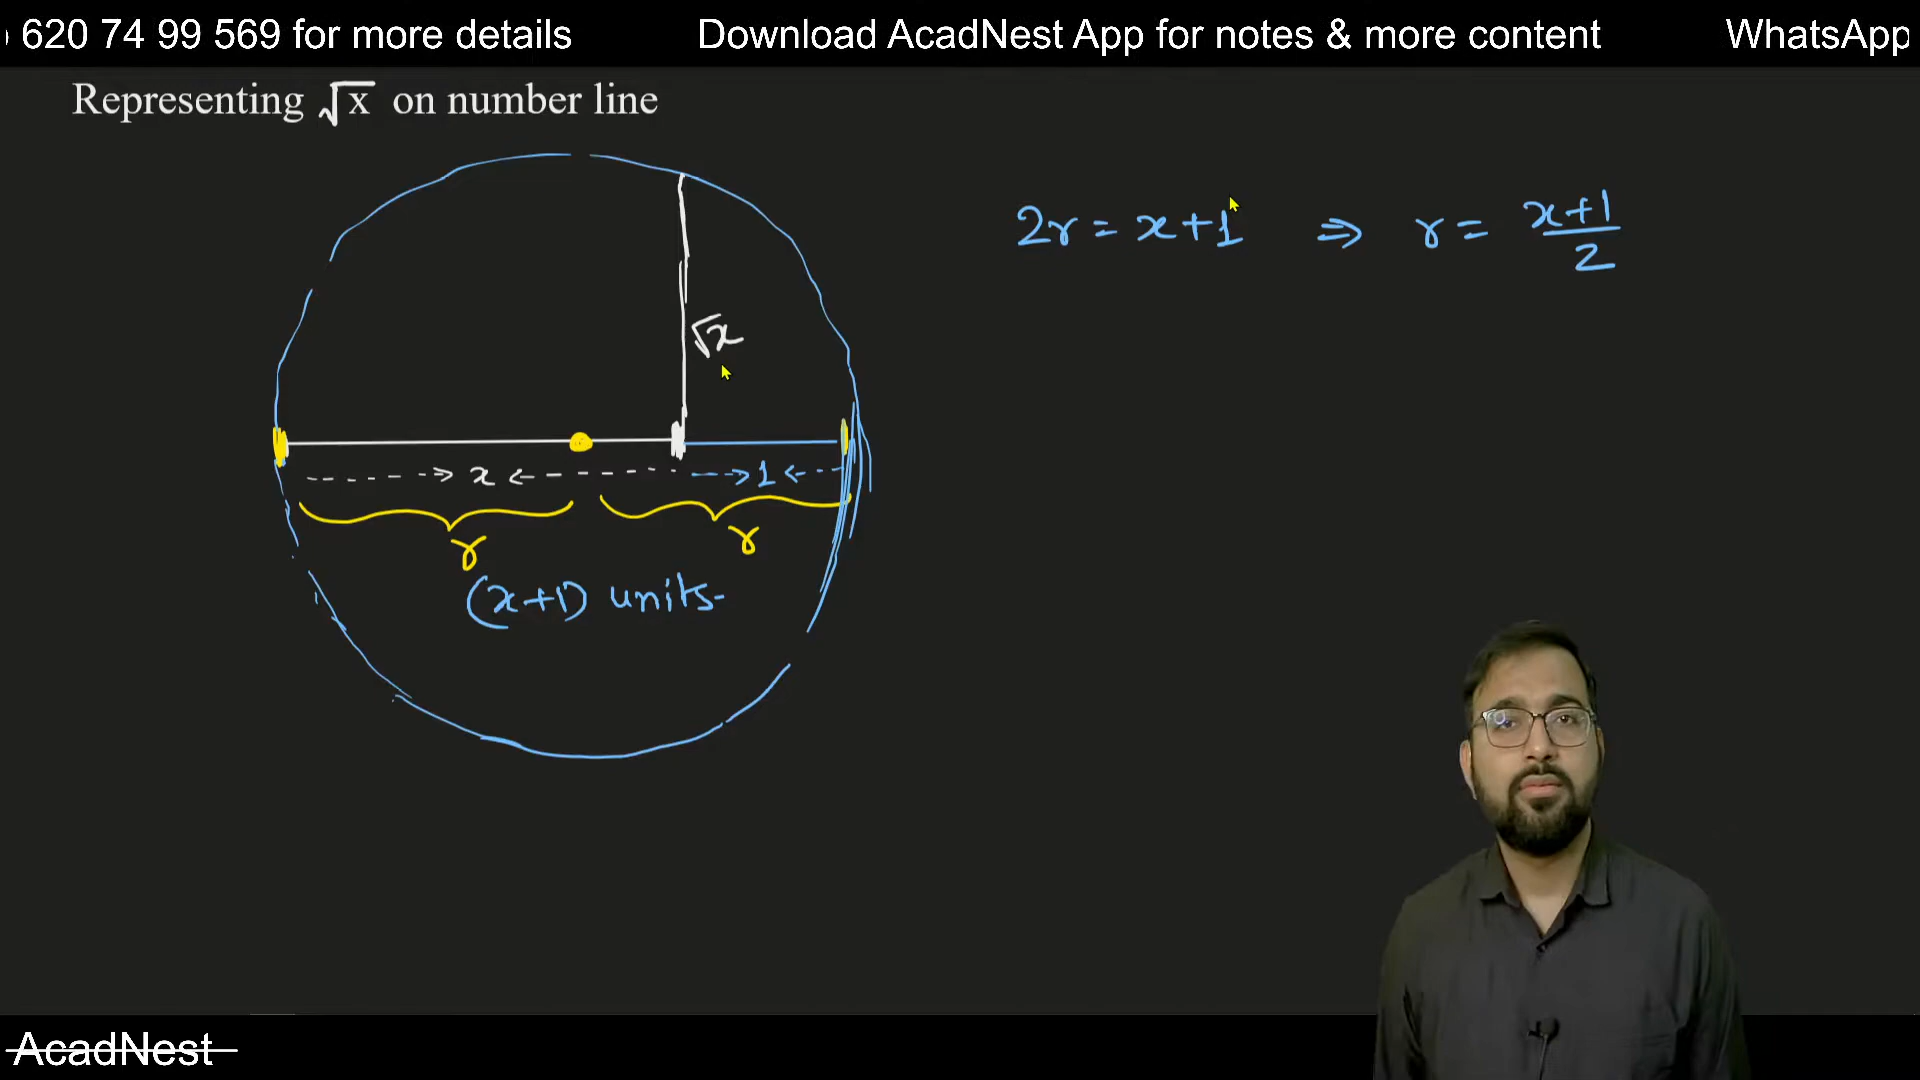 ) 620 74 99 569 for more details Download AcadNest App for notes & more content WhatsApp
Representing √x on number line
2r = x+1 ⇒ r = x+1/2
√x
-------> x <------- --->1<---
r r
(x+1) units
AcadNest